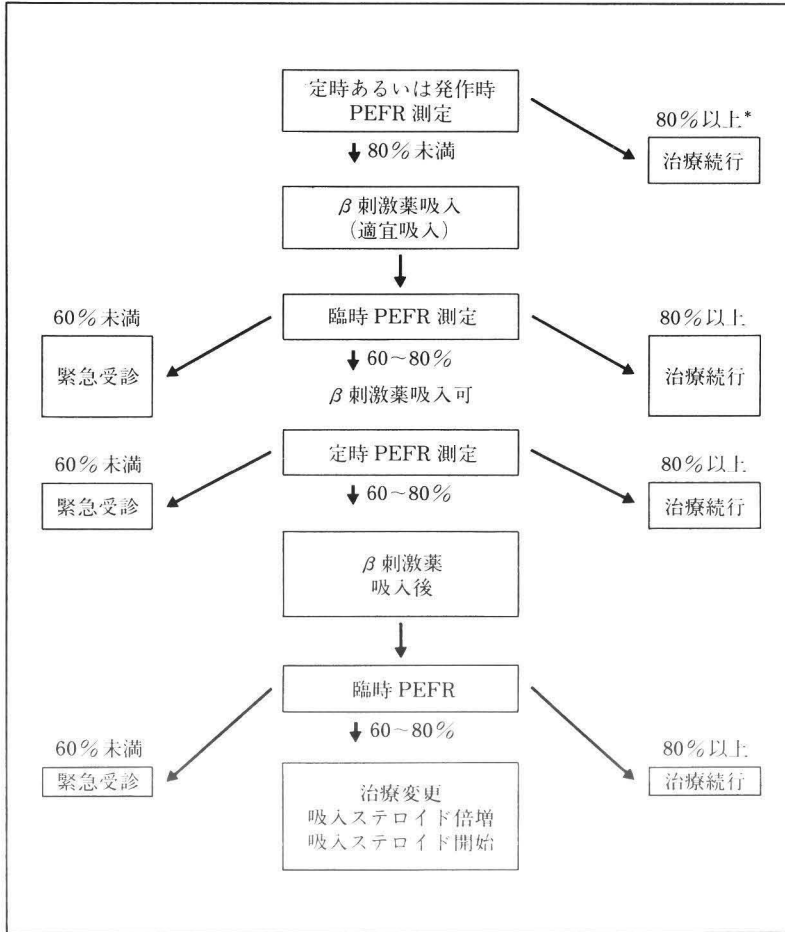 定時あるいは発作時
PEFR 測定
80%以上*
治療続行
80%未満
β刺激薬吸入
(適宜吸入)
60%未満
緊急受診
臨時 PEFR 測定
80%以上
治療続行
60~80%
β刺激薬吸入可
60%未満
緊急受診
定時 PEFR 測定
80%以上
治療続行
60~80%
β刺激薬
吸入後
臨時 PEFR
60~80%
60%未満
緊急受診
80%以上
治療続行
治療変更
吸入ステロイド倍増
吸入ステロイド開始